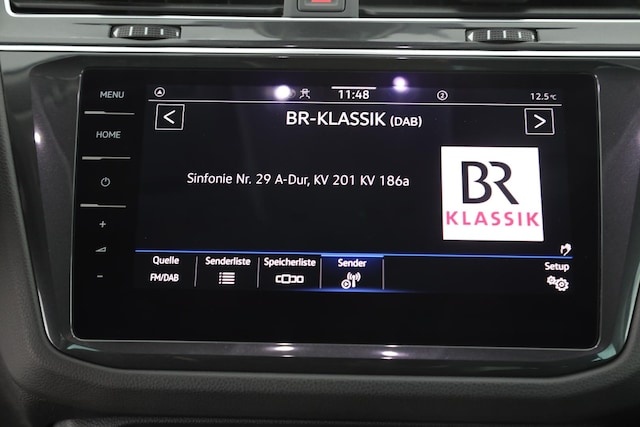 MENU
HOME
+
-
11:48
2
12.5°C
<
BR-KLASSIK (DAB)
>
Sinfonie Nr. 29 A-Dur, KV 201 KV 186a
BR
KLASSIK
Quelle
FM/DAB
Senderliste
Speicherliste
Sender
Setup